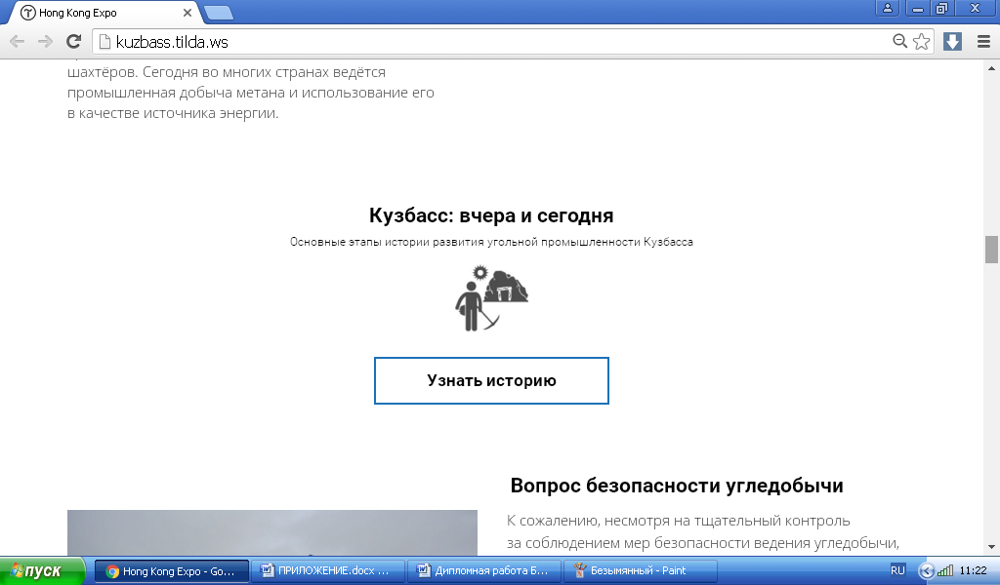 Hong Kong Expo
kuzbass.tilda.ws
шахтёров. Сегодня во многих странах ведётся
промышленная добыча метана и использование его
в качестве источника энергии.
Кузбасс: вчера и сегодня
Основные этапы истории развития угольной промышленности Кузбасса
Узнать историю
Вопрос безопасности угледобычи
К сожалению, несмотря на тщательный контроль
за соблюдением мер безопасности ведения угледобычи,
пуск
Hong Kong Expo - Go...
ПРИЛОЖЕНИЕ.docx ...
Дипломная работа Б...
Безымянный - Paint
RU
11:22